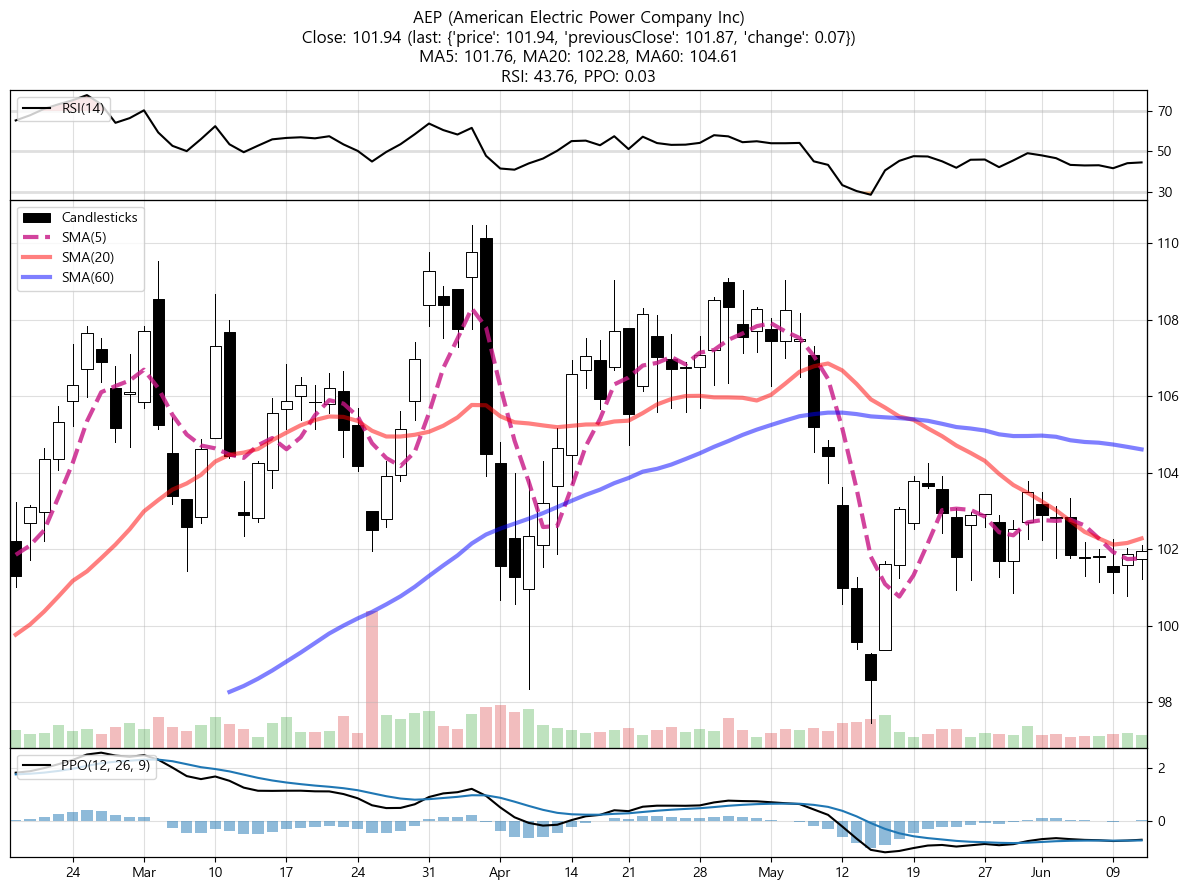 AEP (American Electric Power Company Inc)
Close: 101.94 (last: {'price': 101.94, 'previousClose': 101.87, 'change': 0.07})
MA5: 101.76, MA20: 102.28, MA60: 104.61
RSI: 43.76, PPO: 0.03
RSI(14)
70
50
30
Candlesticks
SMA(5)
SMA(20)
SMA(60)
110
108
106
104
102
100
98
PPO(12, 26, 9)
2
0
24 Mar 10 17 24 31 Apr 14 21 28 May 12 19 27 Jun 09